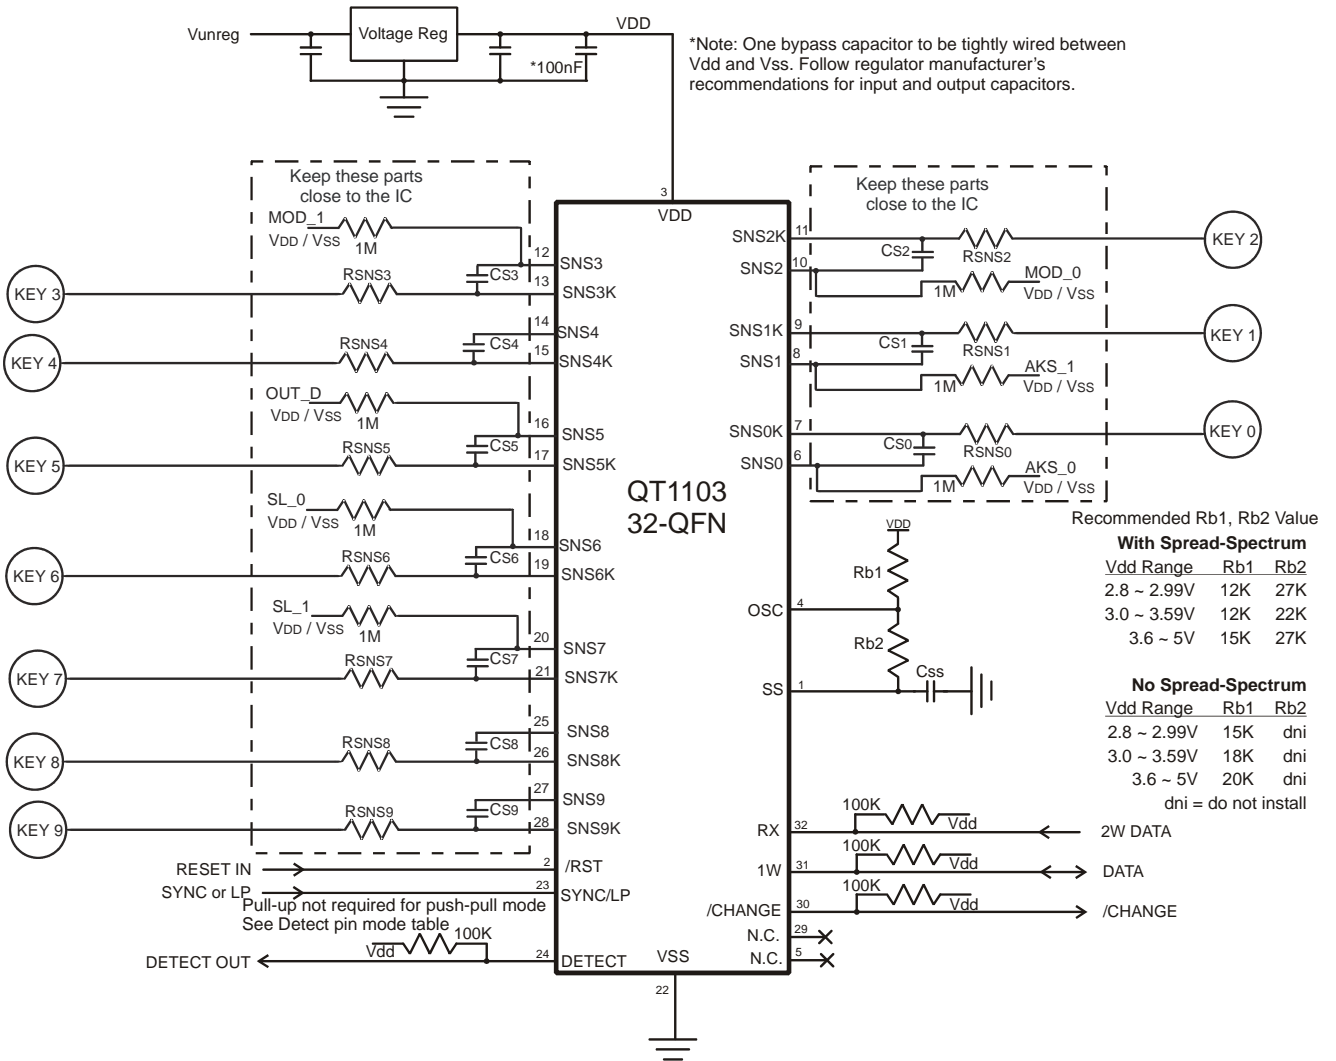 Vunreg
Voltage Reg
VDD
*100nF
*Note: One bypass capacitor to be tightly wired between
Vdd and Vss. Follow regulator manufacturer's
recommendations for input and output capacitors.
Keep these parts
close to the IC
MOD_1
VDD / VSS
1M
12
SNS3
CS3
RSNS3
KEY 3
13
SNS3K
14
SNS4
CS4
RSNS4
KEY 4
15
SNS4K
OUT_D
VDD / VSS
1M
16
SNS5
CS5
RSNS5
KEY 5
17
SNS5K
SL_0
VDD / VSS
1M
18
SNS6
CS6
RSNS6
KEY 6
19
SNS6K
SL_1
VDD / VSS
1M
20
SNS7
CS7
RSNS7
KEY 7
21
SNS7K
25
SNS8
CS8
RSNS8
KEY 8
26
SNS8K
27
SNS9
CS9
RSNS9
KEY 9
28
SNS9K
RESET IN
2
/RST
SYNC or LP
23
SYNC/LP
Pull-up not required for push-pull mode
See Detect pin mode table
Vdd
100K
DETECT OUT
24
DETECT
3
VDD
QT1103
32-QFN
VSS
22
Keep these parts
close to the IC
SNS2K
11
KEY 2
CS2
RSNS2
SNS2
10
MOD_0
1M
VDD / VSS
SNS1K
9
KEY 1
CS1
RSNS1
SNS1
8
AKS_1
1M
VDD / VSS
SNS0K
7
KEY 0
CS0
RSNS0
SNS0
6
AKS_0
1M
VDD / VSS
VDD
Rb1
OSC
4
Rb2
SS
1
Css
Recommended Rb1, Rb2 Value
With Spread-Spectrum
Vdd Range Rb1 Rb2
2.8 ~ 2.99V 12K 27K
3.0 ~ 3.59V 12K 22K
3.6 ~ 5V 15K 27K
No Spread-Spectrum
Vdd Range Rb1 Rb2
2.8 ~ 2.99V 15K dni
3.0 ~ 3.59V 18K dni
3.6 ~ 5V 20K dni
dni = do not install
100K
Vdd
RX
32
2W DATA
100K
Vdd
1W
31
DATA
100K
Vdd
/CHANGE
30
/CHANGE
N.C.
29
N.C.
5